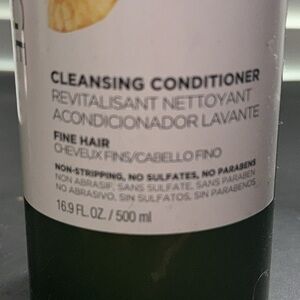 CLEANSING CONDITIONER
REVITALISANT NETTOYANT
ACONDICIONADOR LAVANTE
FINE HAIR
CHEVEUX FINS/CABELLO FINO
NON-STRIPPING, NO SULFATES, NO PARABENS
NON ABRASIF, SANS SULFATE, SANS PARABEN
NO ABRASIVO, SIN SULFATOS, SIN PARABENOS
16.9 FL. OZ. / 500 ml